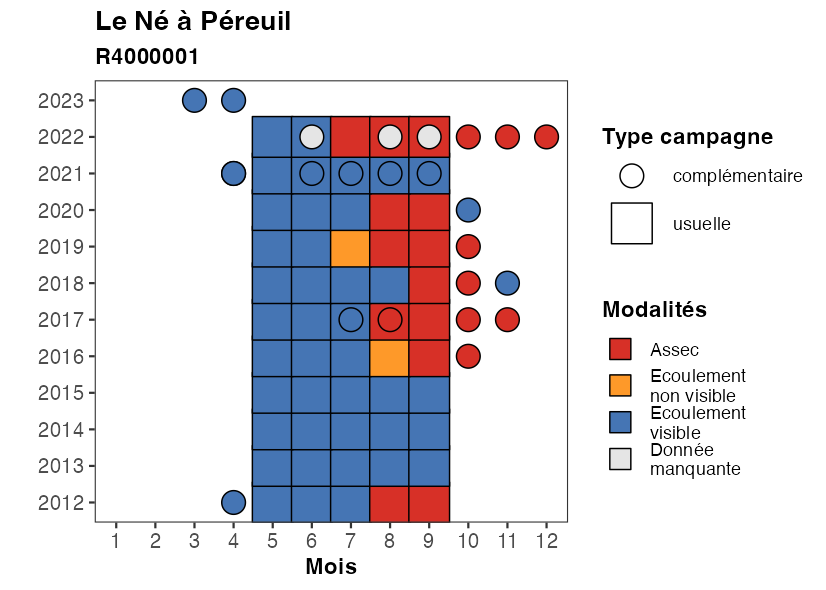 Le Né à Péreuil
R4000001
2023
2022
2021
2020
2019
2018
2017
2016
2015
2014
2013
2012
1 2 3 4 5 6 7 8 9 10 11 12
Mois
Type campagne
complémentaire
usuelle
Modalités
Assec
Ecoulement
non visible
Ecoulement
visible
Donnée
manquante